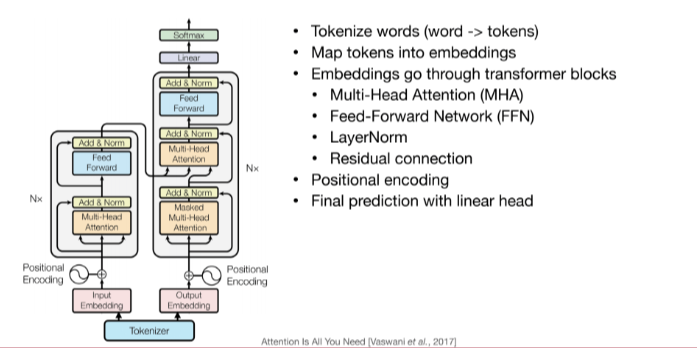 Softmax
Linear
Add & Norm
Feed
Forward
Add & Norm
Multi-Head
Attention
Add & Norm
Masked
Multi-Head
Attention
Nx
Add & Norm
Feed
Forward
Nx
Add & Norm
Multi-Head
Attention
Positional
Encoding
Positional
Encoding
Input
Embedding
Output
Embedding
Tokenizer
• Tokenize words (word -> tokens)
• Map tokens into embeddings
• Embeddings go through transformer blocks
• Multi-Head Attention (MHA)
• Feed-Forward Network (FFN)
• LayerNorm
• Residual connection
• Positional encoding
• Final prediction with linear head
Attention Is All You Need [Vaswani et al., 2017]